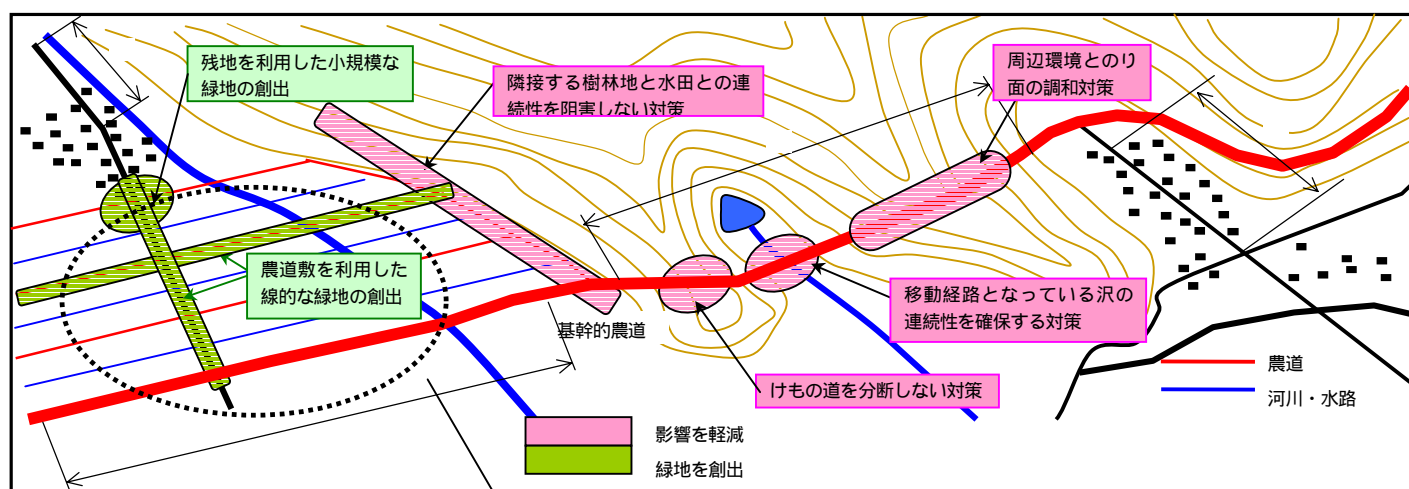 残地を利用した小規模な
緑地の創出
隣接する樹林地と水田との連
続性を阻害しない対策
周辺環境とのり
面の調和対策
農道敷を利用した
線的な緑地の創出
移動経路となっている沢の
連続性を確保する対策
基幹的農道
けもの道を分断しない対策
農道
河川・水路
影響を軽減
緑地を創出